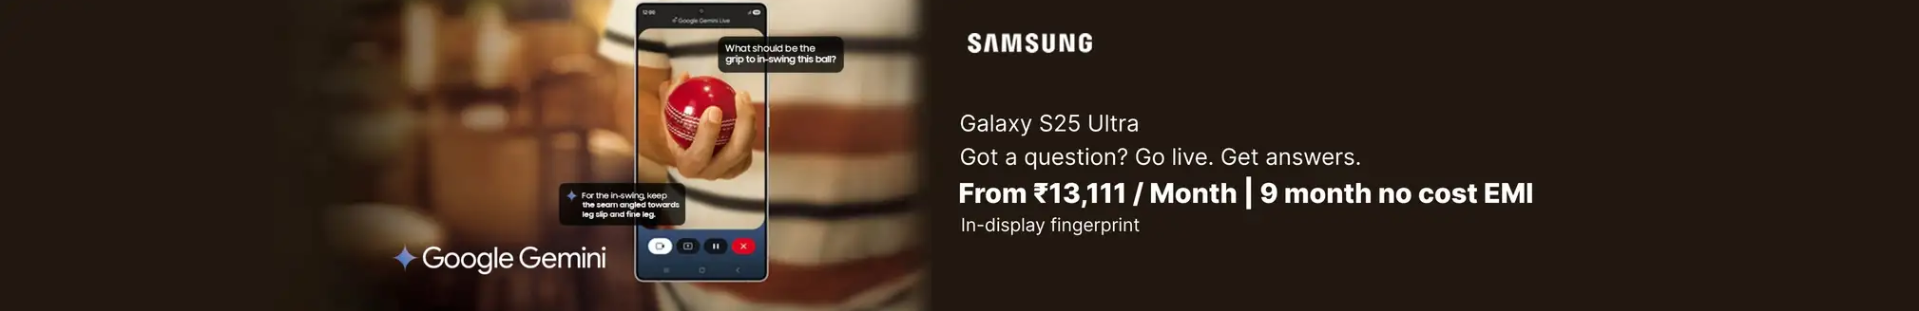 12:00
Google Gemini Live
What should be the
grip to in-swing this ball?
For the in-swing, keep
the seam angled towards
leg slip and fine leg.
Google Gemini
SAMSUNG
Galaxy S25 Ultra
Got a question? Go live. Get answers.
From ₹13,111 / Month | 9 month no cost EMI
In-display fingerprint